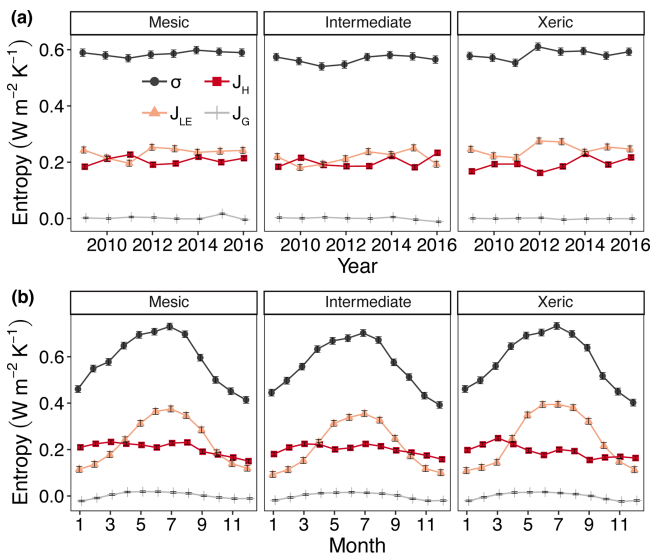 (a) Mesic Intermediate Xeric
Entropy (W m⁻² K⁻¹)
0.6
0.4
0.2
0.0
σ J_H
J_LE J_G
2010 2012 2014 2016 2010 2012 2014 2016 2010 2012 2014 2016
Year
(b) Mesic Intermediate Xeric
Entropy (W m⁻² K⁻¹)
0.6
0.4
0.2
0.0
1 3 5 7 9 11 1 3 5 7 9 11 1 3 5 7 9 11
Month